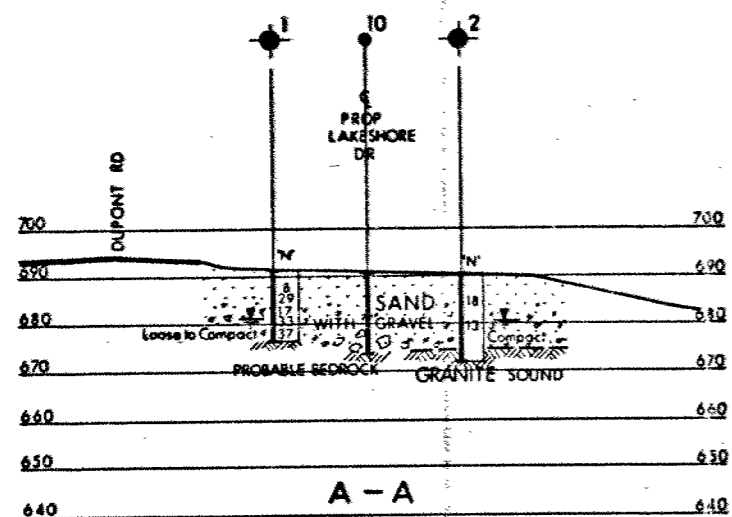 1 10 2
℄
PROP
LAKESHORE
DR
DUPONT RD
700 700
"N" 'N'
690 690
8
29 SAND 18
17
680 33 WITH GRAVEL 13 680
Loose to Compact 37 Compact
670 PROBABLE BEDROCK GRANITE SOUND 670
660 660
650 650
A - A
640 640